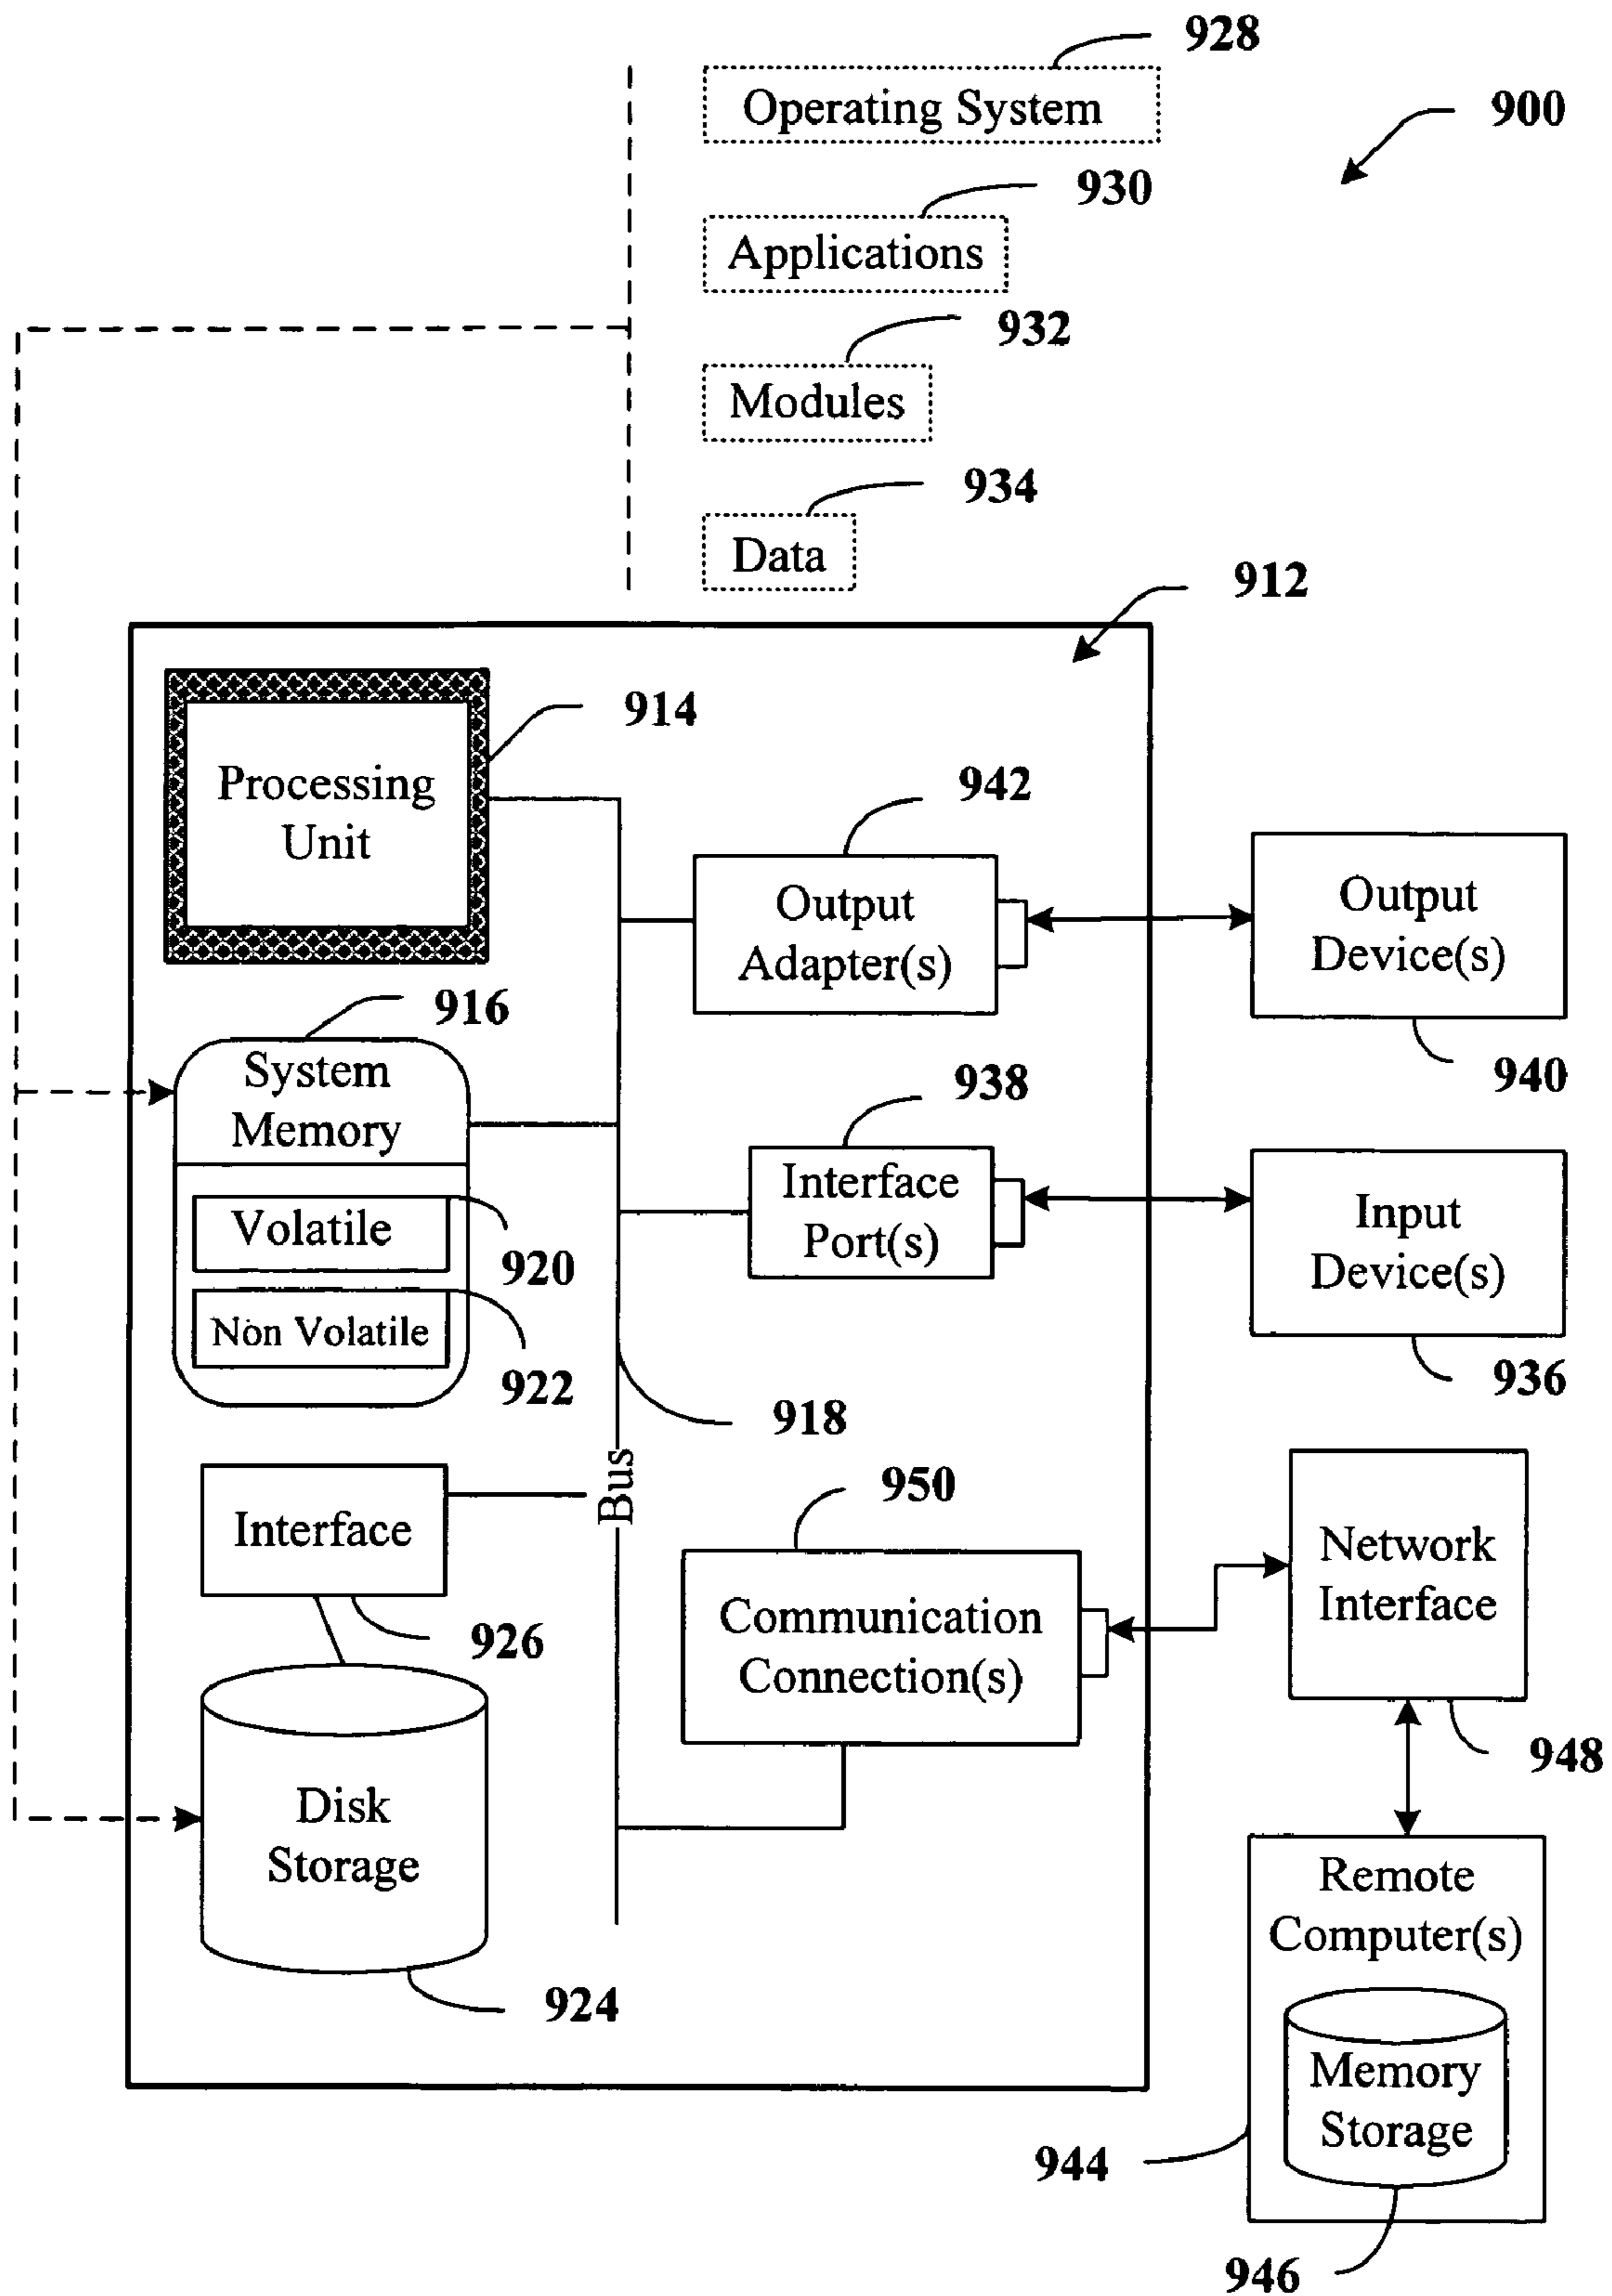 928
Operating System
900
930
Applications
932
Modules
934
Data
912
914
Processing
Unit
942
Output
Adapter(s)
Output
Device(s)
940
916
System
Memory
938
Interface
Port(s)
Input
Device(s)
936
Volatile
920
Non Volatile
922
918
Bus
950
Interface
926
Communication
Connection(s)
Network
Interface
948
Disk
Storage
924
Remote
Computer(s)
Memory
Storage
944
946